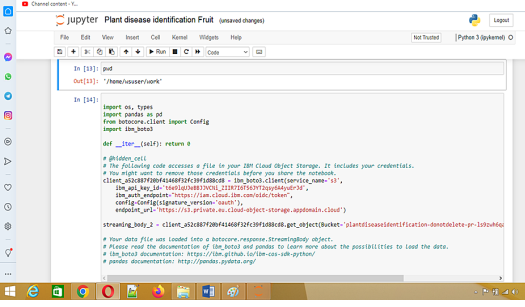 Channel content - Y...
jupyter Plant disease identification Fruit (unsaved changes)
Logout
File Edit View Insert Cell Kernel Widgets Help
Not Trusted Python 3 (ipykernel)
Run Code
In [13]: pwd
Out[13]: '/home/wsuser/work'
In [14]:
import os, types
import pandas as pd
from botocore.client import Config
import ibm_boto3
def __iter__(self): return 0
# @hidden_cell
# The following code accesses a file in your IBM Cloud Object Storage. It includes your credentials.
# You might want to remove those credentials before you share the notebook.
client_a52c887f20bf41468f32fc39f1d88cd8 = ibm_boto3.client(service_name='s3',
ibm_auth_endpoint="https://iam.cloud.ibm.com/oidc/token",
config=Config(signature_version='oauth'),
endpoint_url='https://s3.private.eu.cloud-object-storage.appdomain.cloud')
streaming_body_2 = client_a52c887f20bf41468f32fc39f1d88cd8.get_object(Bucket='plantdiseaseidentification-donotdelete-pr-
# Your data file was loaded into a botocore.response.StreamingBody object.
# Please read the documentation of ibm_boto3 and pandas to learn more about the possibilities to load the data.
# ibm_boto3 documentation: https://ibm.github.io/ibm-cos-sdk-python/
# pandas documentation: http://pandas.pydata.org/